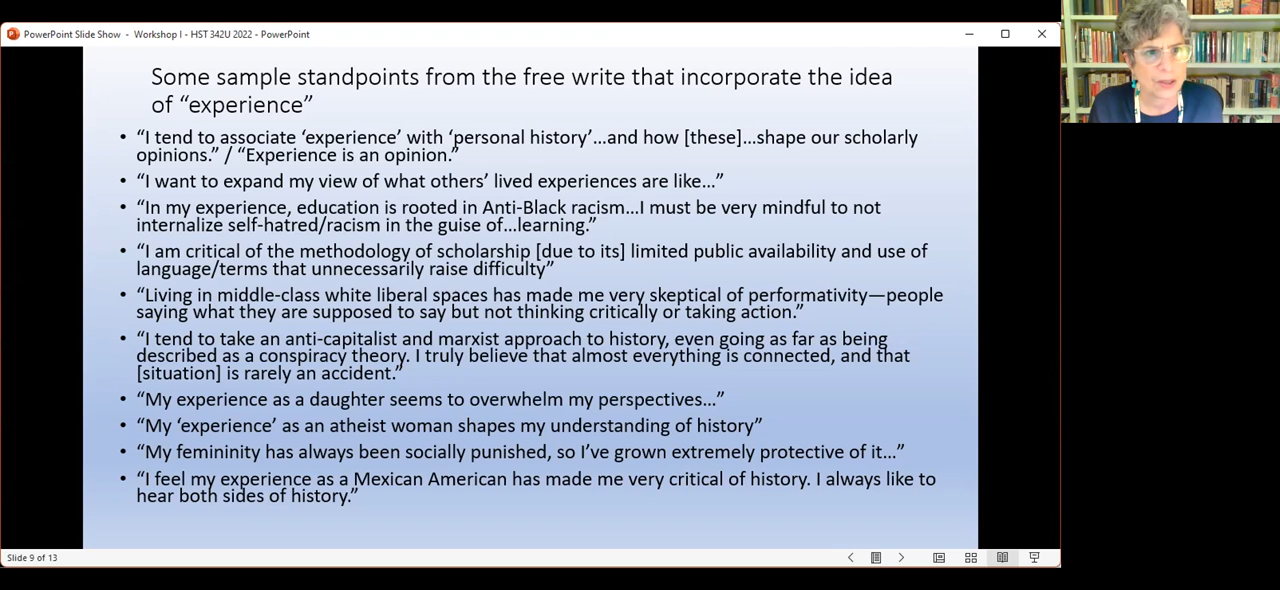 PowerPoint Slide Show - Workshop I - HST 342U 2022 - PowerPoint
Some sample standpoints from the free write that incorporate the idea
of “experience”
• “I tend to associate ‘experience’ with ‘personal history’…and how [these]…shape our scholarly
opinions.” / “Experience is an opinion.”
• “I want to expand my view of what others’ lived experiences are like…”
• “In my experience, education is rooted in Anti-Black racism…I must be very mindful to not
internalize self-hatred/racism in the guise of…learning.”
• “I am critical of the methodology of scholarship [due to its] limited public availability and use of
language/terms that unnecessarily raise difficulty”
• “Living in middle-class white liberal spaces has made me very skeptical of performativity—people
saying what they are supposed to say but not thinking critically or taking action.”
• “I tend to take an anti-capitalist and marxist approach to history, even going as far as being
described as a conspiracy theory. I truly believe that almost everything is connected, and that
[situation] is rarely an accident.”
• “My experience as a daughter seems to overwhelm my perspectives…”
• “My ‘experience’ as an atheist woman shapes my understanding of history”
• “My femininity has always been socially punished, so I’ve grown extremely protective of it…”
• “I feel my experience as a Mexican American has made me very critical of history. I always like to
hear both sides of history.”
Slide 9 of 13